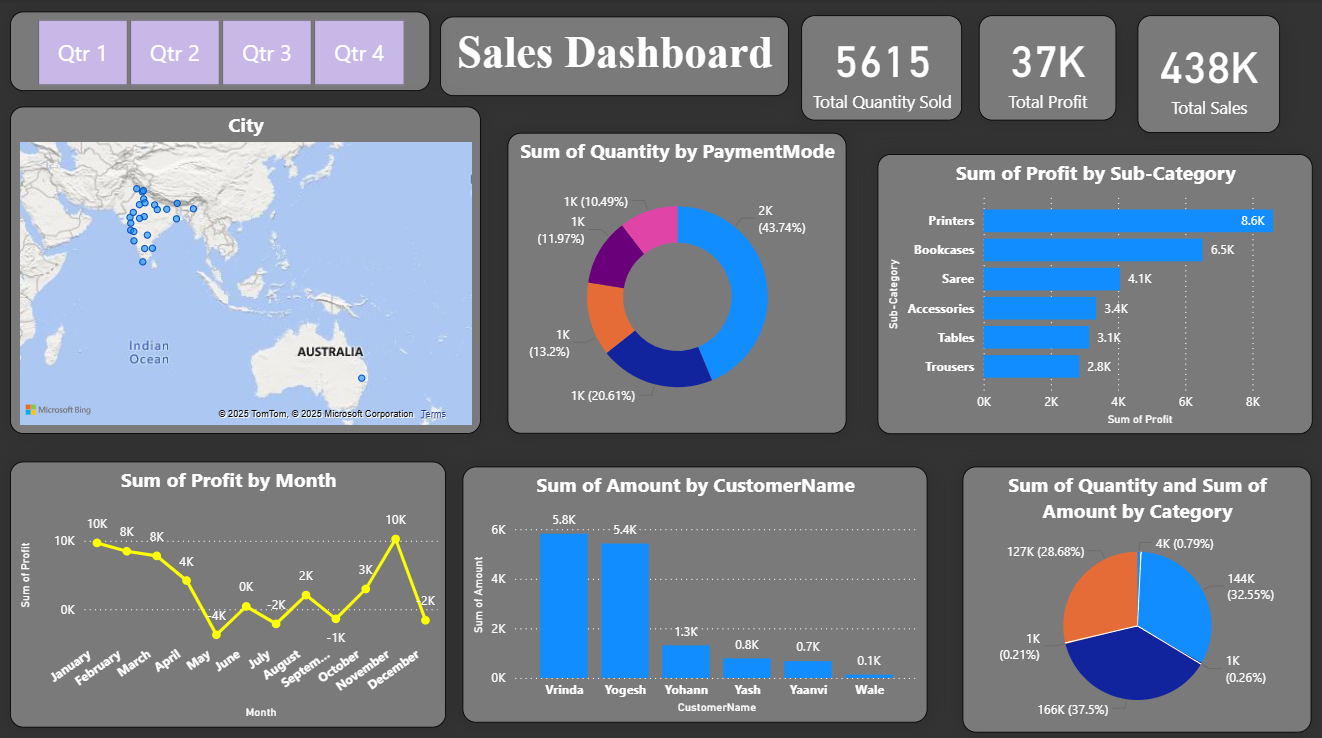 Qtr 1
Qtr 2
Qtr 3
Qtr 4
Sales Dashboard
5615
Total Quantity Sold
37K
Total Profit
438K
Total Sales
City
Indian
Ocean
AUSTRALIA
Microsoft Bing
© 2025 TomTom, © 2025 Microsoft Corporation Terms
Sum of Quantity by PaymentMode
1K (10.49%)
1K
(11.97%)
1K
(13.2%)
1K (20.61%)
2K
(43.74%)
Sum of Profit by Sub-Category
Sub-Category
Printers 8.6K
Bookcases 6.5K
Saree 4.1K
Accessories 3.4K
Tables 3.1K
Trousers 2.8K
0K 2K 4K 6K 8K
Sum of Profit
Sum of Profit by Month
Sum of Profit
10K
0K
10K
8K
8K
4K
-4K
0K
-2K
2K
-1K
3K
10K
-2K
January
February
March
April
May
June
July
August
Septem...
October
November
December
Month
Sum of Amount by CustomerName
Sum of Amount
6K
4K
2K
0K
5.8K
5.4K
1.3K
0.8K
0.7K
0.1K
Vrinda Yogesh Yohann Yash Yaanvi Wale
CustomerName
Sum of Quantity and Sum of
Amount by Category
127K (28.68%)
4K (0.79%)
144K
(32.55%)
1K
(0.21%)
1K
(0.26%)
166K (37.5%)